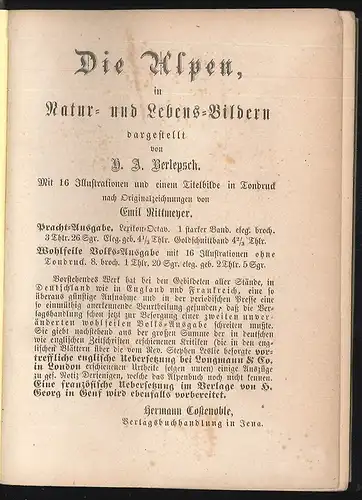 Die Alpen,
in
Natur- und Lebens-Bildern
dargestellt
von
H. A. Berlepsch.
Mit 16 Illustrationen und einem Titelbilde in Tondruck
nach Originalzeichnungen von
Emil Rittmeyer.
Pracht-Ausgabe. Lexikon-Octav. 1 starker Band. eleg. broch.
3 Thlr. 26 Sgr. Eleg. geb. 4⅓ Thlr. Goldschnittband 4⅔ Thlr.
Wohlfeile Volks-Ausgabe mit 16 Illustrationen ohne
Tondruck. 8. broch. 1 Thlr. 20 Sgr. eleg. geb. 2 Thlr. 5 Sgr.
Vorstehendes Werk hat bei den Gebildeten aller Stände, in
Deutschland wie in England und Frankreich, eine so
überaus günstige Aufnahme und in der periodischen Presse eine
so einmüthig anerkennende Beurtheilung gefunden, daß die Ver-
lagshandlung schon jetzt zur Besorgung einer zweiten unver-
änderten wohlfeilen Volks-Ausgabe schreiten mußte.
Sie giebt nachstehend aus der großen Summe der in deutschen
wie englischen Zeitschriften erschienenen Kritiken (die in den eng-
lischen Blättern über die vom Rev. Stephen Leslie besorgte vor-
treffliche englische Uebersetzung bei Longmann & Co.
in London erschienenen Urtheile folgen unten) einige Auszüge
zu gef. Notiz Derjenigen, welche das Alpenbuch noch nicht kennen.
Eine französische Uebersetzung im Verlage von H.
Georg in Genf wird ebenfalls vorbereitet.
Hermann Costenoble,
Verlagsbuchhandlung in Jena.